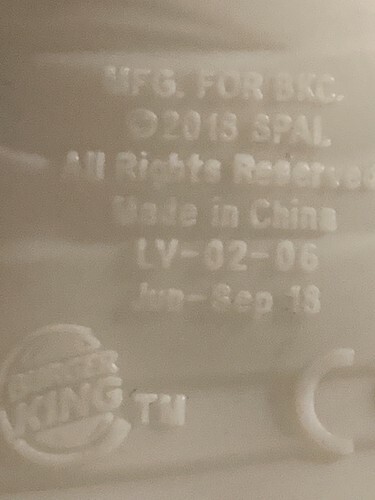 MFG. FOR BKC.
©2018 SPAI.
All Rights Reserved
Made in China
LV-02-06
Jun-Sep 18
BURGER
KING TM
C